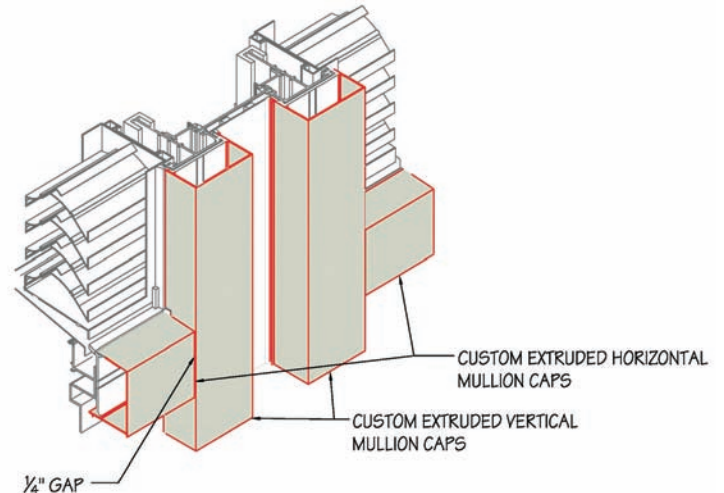 CUSTOM EXTRUDED HORIZONTAL
MULLION CAPS
CUSTOM EXTRUDED VERTICAL
MULLION CAPS
¼" GAP